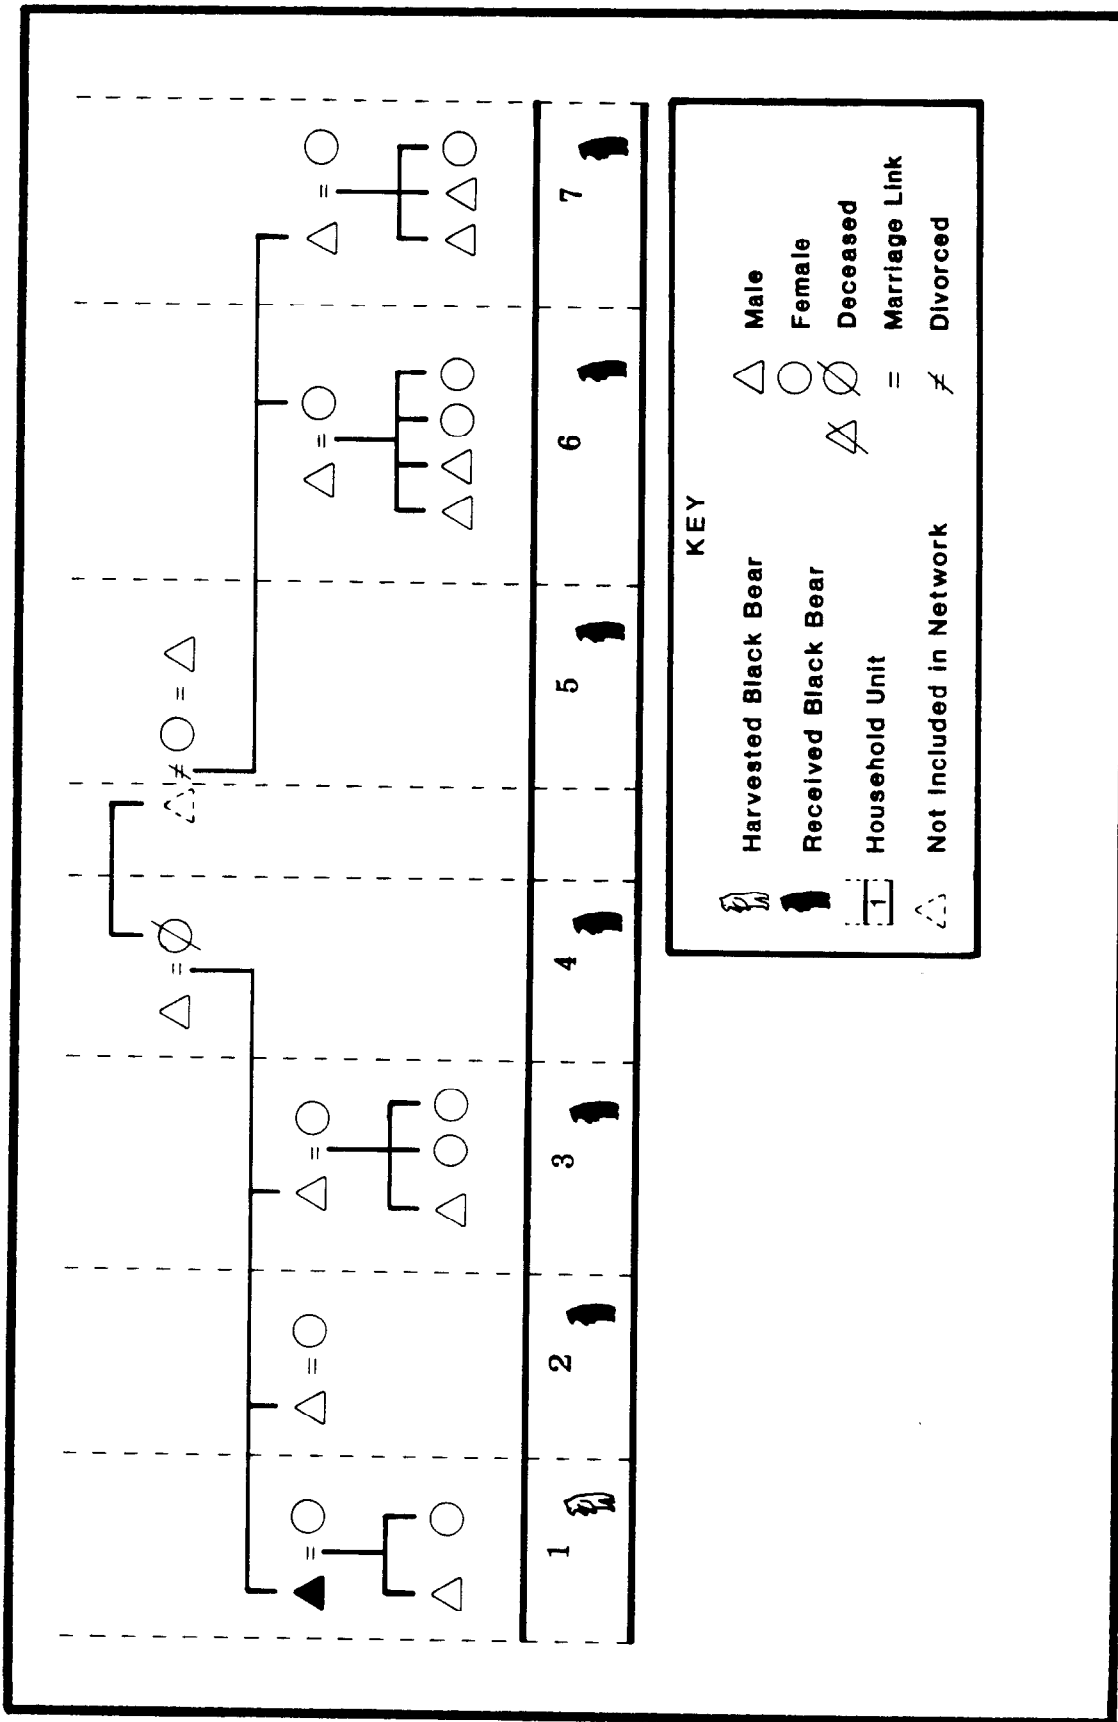 1 2 3 4 5 6 7
KEY
Harvested Black Bear
Received Black Bear
1 Household Unit
Not Included in Network
Male
Female
Deceased
= Marriage Link
≠ Divorced